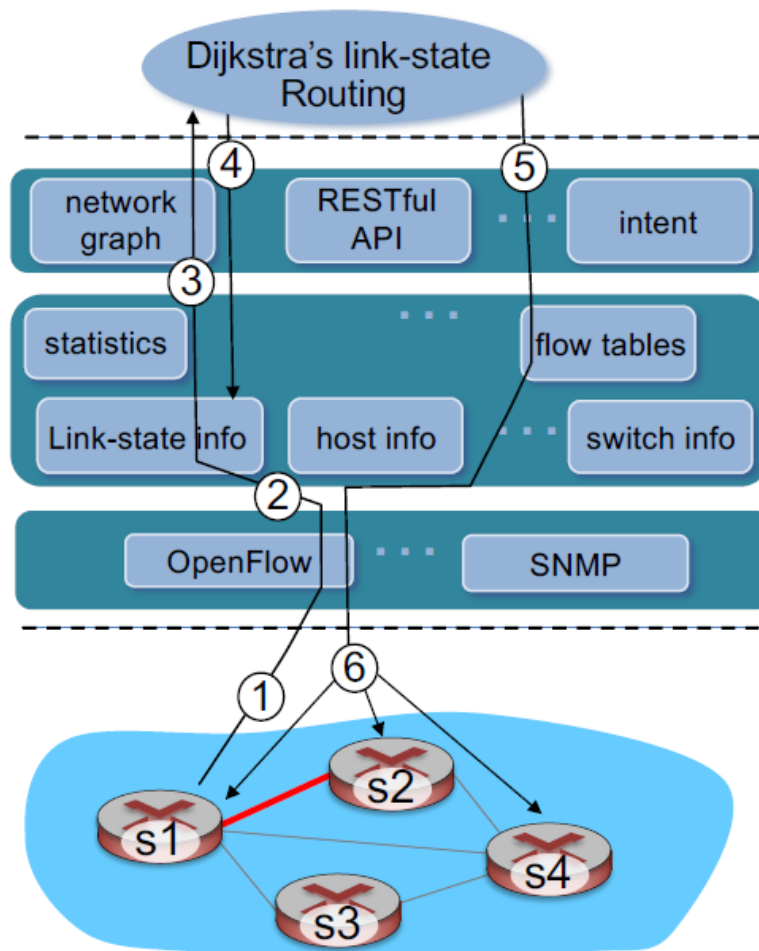 Dijkstra's link-state
Routing
4
5
network
graph
RESTful
API
. . .
intent
3
statistics
. . .
flow tables
Link-state info
host info
. . .
switch info
2
OpenFlow
. . .
SNMP
1
6
s2
s1
s4
s3